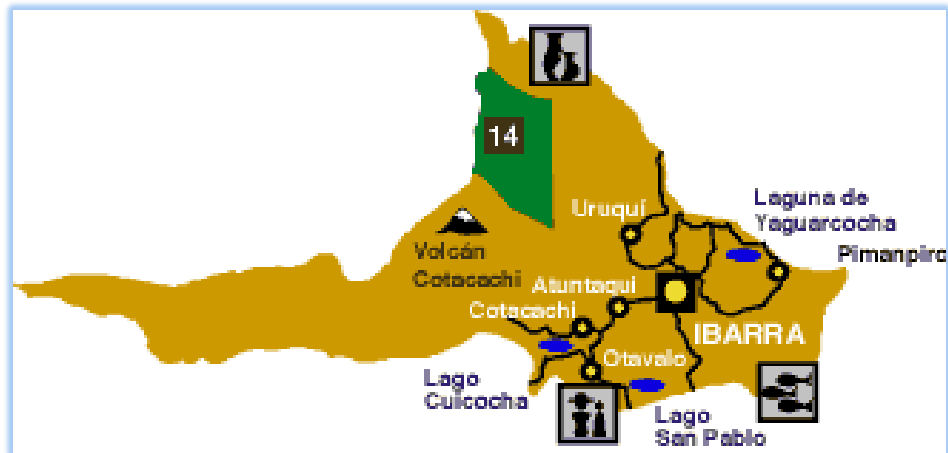 14
Uruquí
Laguna de
Yaguarcocha
Pimanpiro
Volcán
Cotacachi
Atuntaqui
Cotacachi
IBARRA
Otavalo
Lago
Cuicocha
Lago
San Pablo